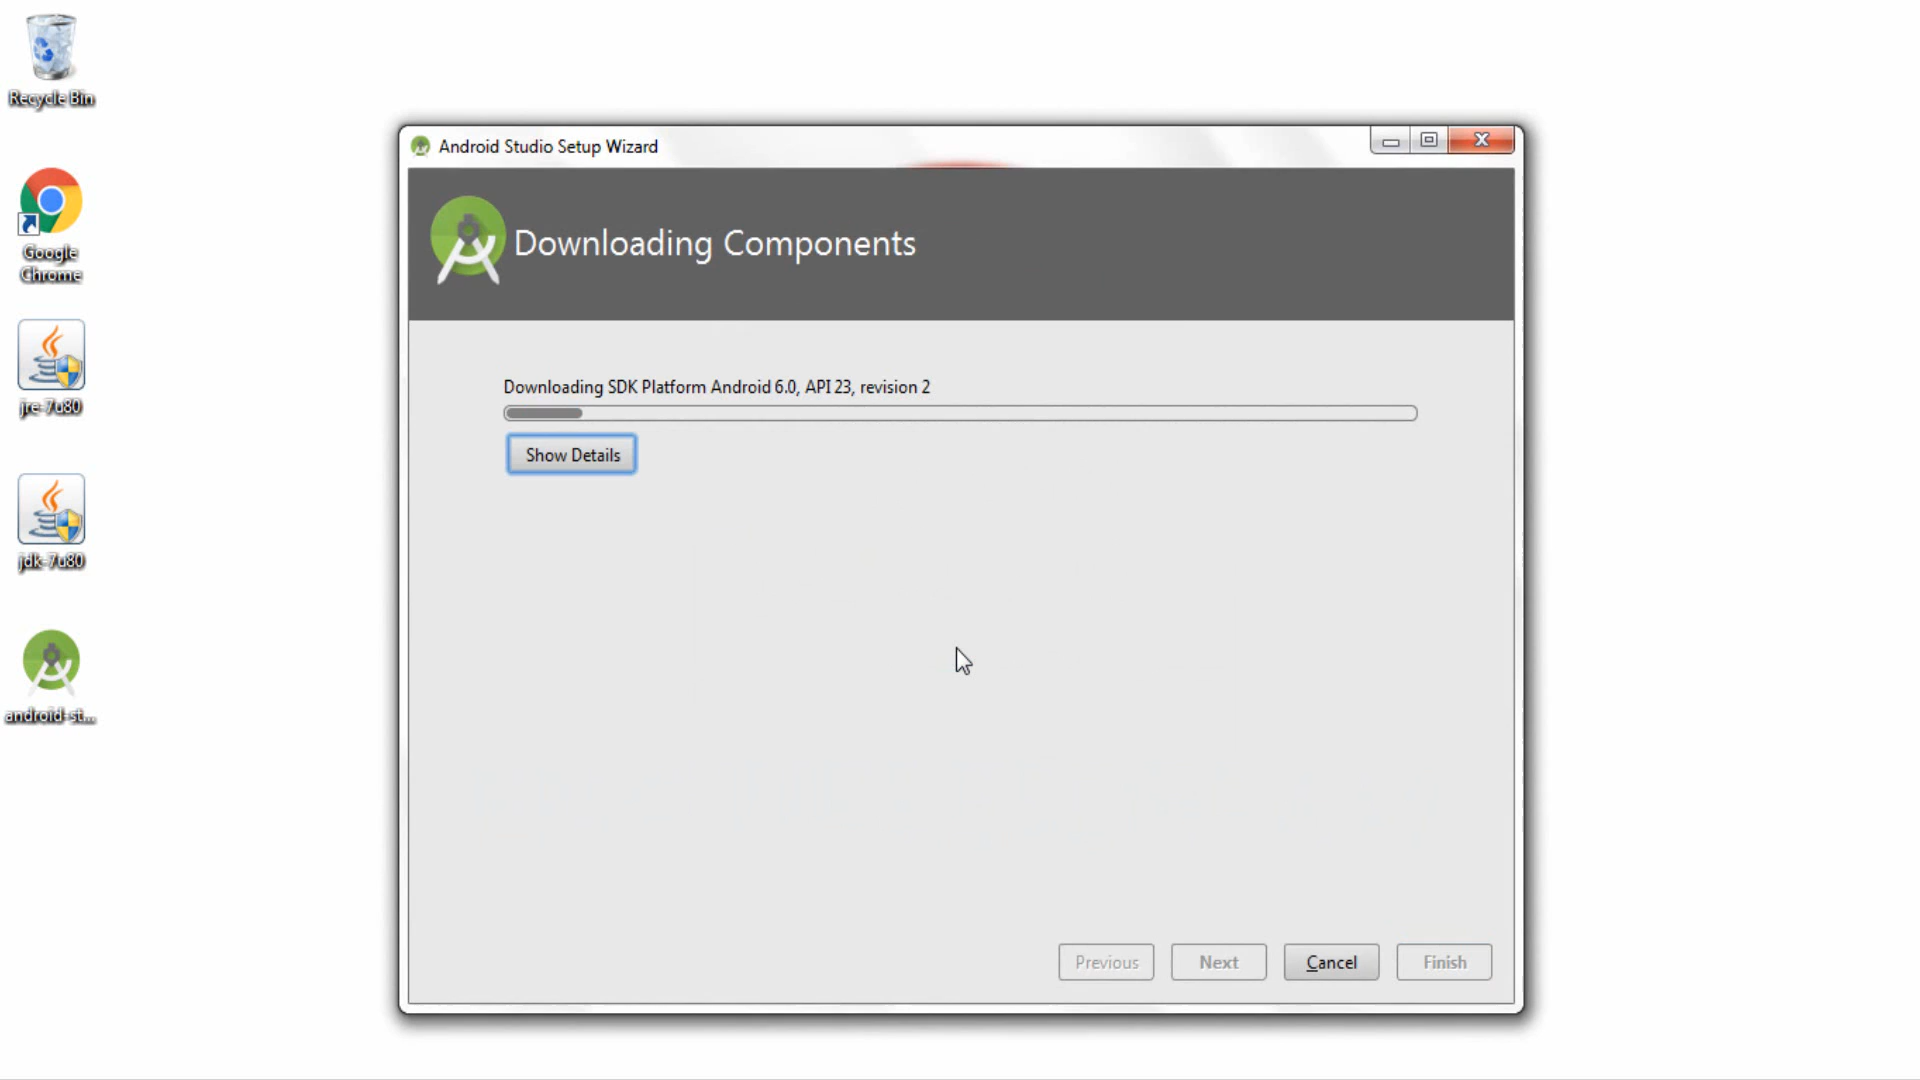 Recycle Bin
Google
Chrome
jre-7u80
jdk-7u80
android-st...
Android Studio Setup Wizard
Downloading Components
Downloading SDK Platform Android 6.0, API 23, revision 2
Show Details
Previous
Next
Cancel
Finish